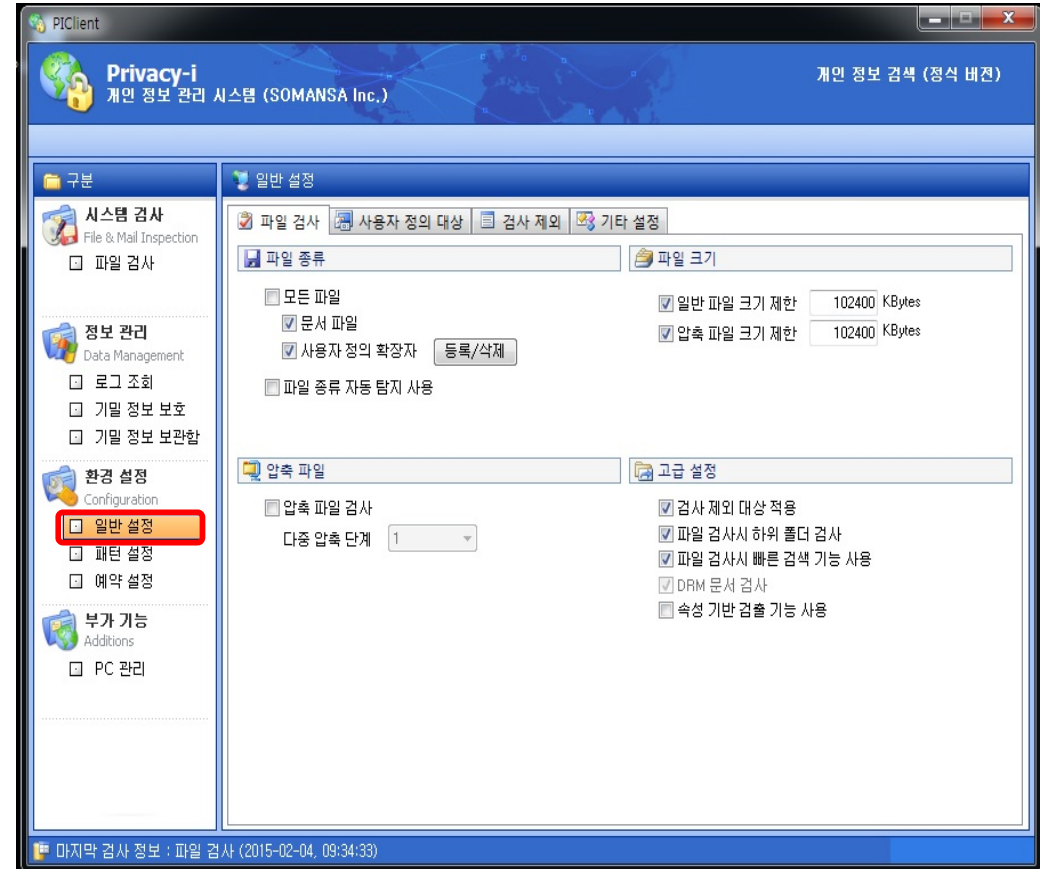 PIClient
Privacy-i
개인 정보 관리 시스템 (SOMANSA Inc.)
개인 정보 검색 (정식 버전)
구분
시스템 검사
File & Mail Inspection
파일 검사
정보 관리
Data Management
로그 조회
기밀 정보 보호
기밀 정보 보관함
환경 설정
Configuration
일반 설정
패턴 설정
예약 설정
부가 기능
Additions
PC 관리
일반 설정
파일 검사 사용자 정의 대상 검사 제외 기타 설정
파일 종류
모든 파일
문서 파일
사용자 정의 확장자 등록/삭제
파일 종류 자동 탐지 사용
파일 크기
일반 파일 크기 제한 102400 KBytes
압축 파일 크기 제한 102400 KBytes
압축 파일
압축 파일 검사
다중 압축 단계 1
고급 설정
검사 제외 대상 적용
파일 검사시 하위 폴더 검사
파일 검사시 빠른 검색 기능 사용
DRM 문서 검사
속성 기반 검출 기능 사용
마지막 검사 정보 : 파일 검사 (2015-02-04, 09:34:33)